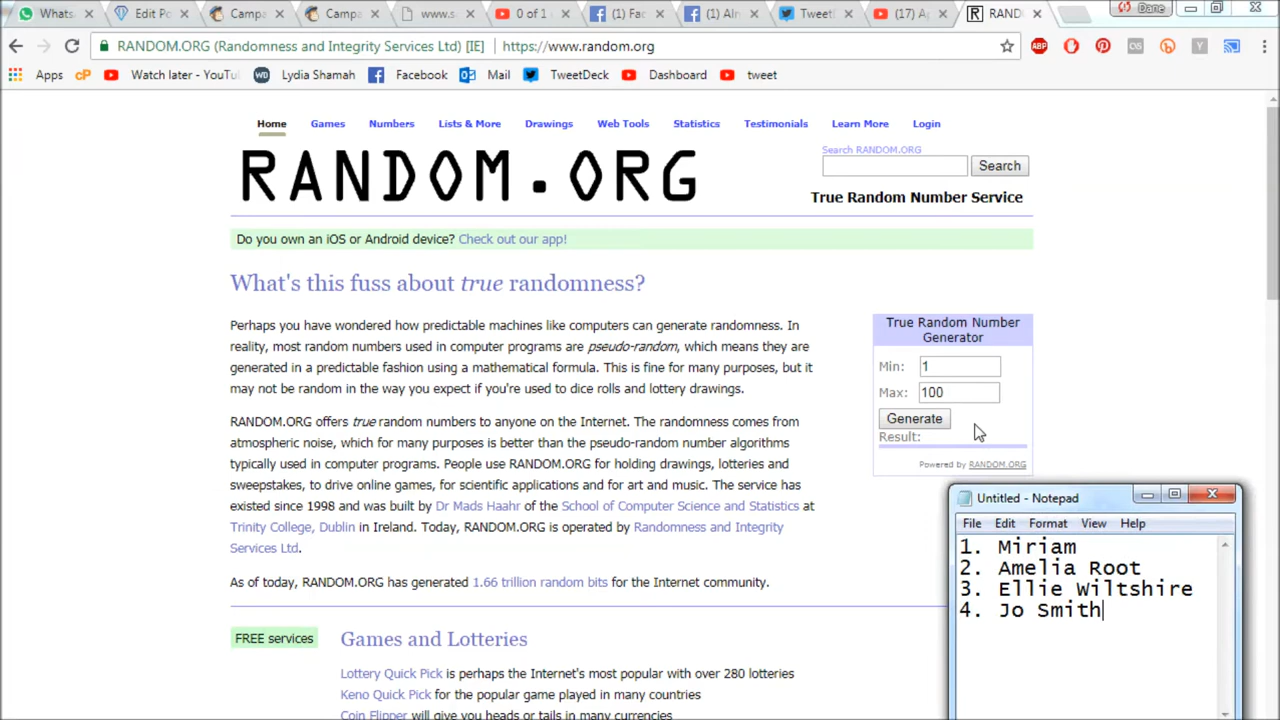 Whats
Edit Po
Campa
Campa
www.s
0 of 1
(1) Fac
(1) Alm
Tweet
(17) A
RAND
Dane
RANDOM.ORG (Randomness and Integrity Services Ltd) [IE] https://www.random.org
Apps cP Watch later - YouTu WD Lydia Shamah Facebook Mail TweetDeck Dashboard tweet
ABP
Y
Home Games Numbers Lists & More Drawings Web Tools Statistics Testimonials Learn More Login
RANDOM.ORG
Search RANDOM.ORG
Search
True Random Number Service
Do you own an iOS or Android device? Check out our app!
What's this fuss about true randomness?
Perhaps you have wondered how predictable machines like computers can generate randomness. In
reality, most random numbers used in computer programs are pseudo-random, which means they are
generated in a predictable fashion using a mathematical formula. This is fine for many purposes, but it
may not be random in the way you expect if you're used to dice rolls and lottery drawings.
RANDOM.ORG offers true random numbers to anyone on the Internet. The randomness comes from
atmospheric noise, which for many purposes is better than the pseudo-random number algorithms
typically used in computer programs. People use RANDOM.ORG for holding drawings, lotteries and
sweepstakes, to drive online games, for scientific applications and for art and music. The service has
existed since 1998 and was built by Dr Mads Haahr of the School of Computer Science and Statistics at
Trinity College, Dublin in Ireland. Today, RANDOM.ORG is operated by Randomness and Integrity
Services Ltd.
As of today, RANDOM.ORG has generated 1.66 trillion random bits for the Internet community.
True Random Number
Generator
Min: 1
Max: 100
Generate
Result:
Powered by RANDOM.ORG
FREE services
Games and Lotteries
Lottery Quick Pick is perhaps the Internet's most popular with over 280 lotteries
Keno Quick Pick for the popular game played in many countries
Coin Flipper will give you heads or tails in many currencies
Untitled - Notepad
File Edit Format View Help
1. Miriam
2. Amelia Root
3. Ellie Wiltshire
4. Jo Smith